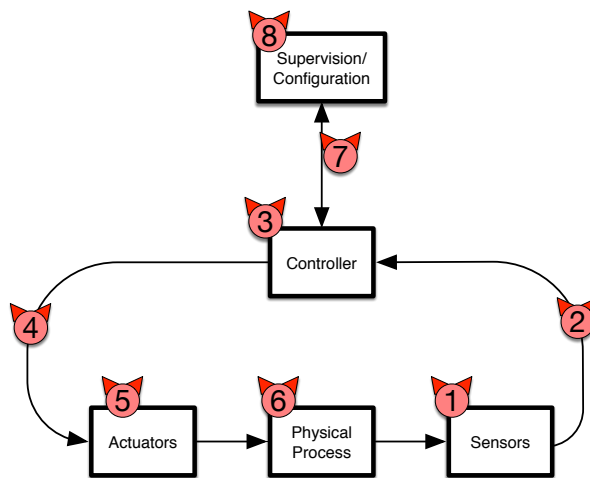 8
Supervision/
Configuration
7
3
Controller
4
2
5
Actuators
6
Physical
Process
1
Sensors